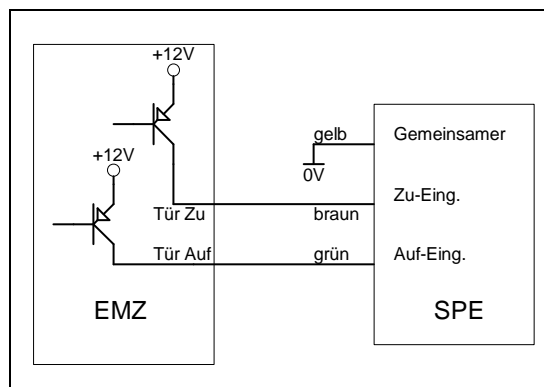 +12V
+12V
gelb
Gemeinsamer
0V
Tür Zu
braun
Zu-Eing.
Tür Auf
grün
Auf-Eing.
EMZ
SPE